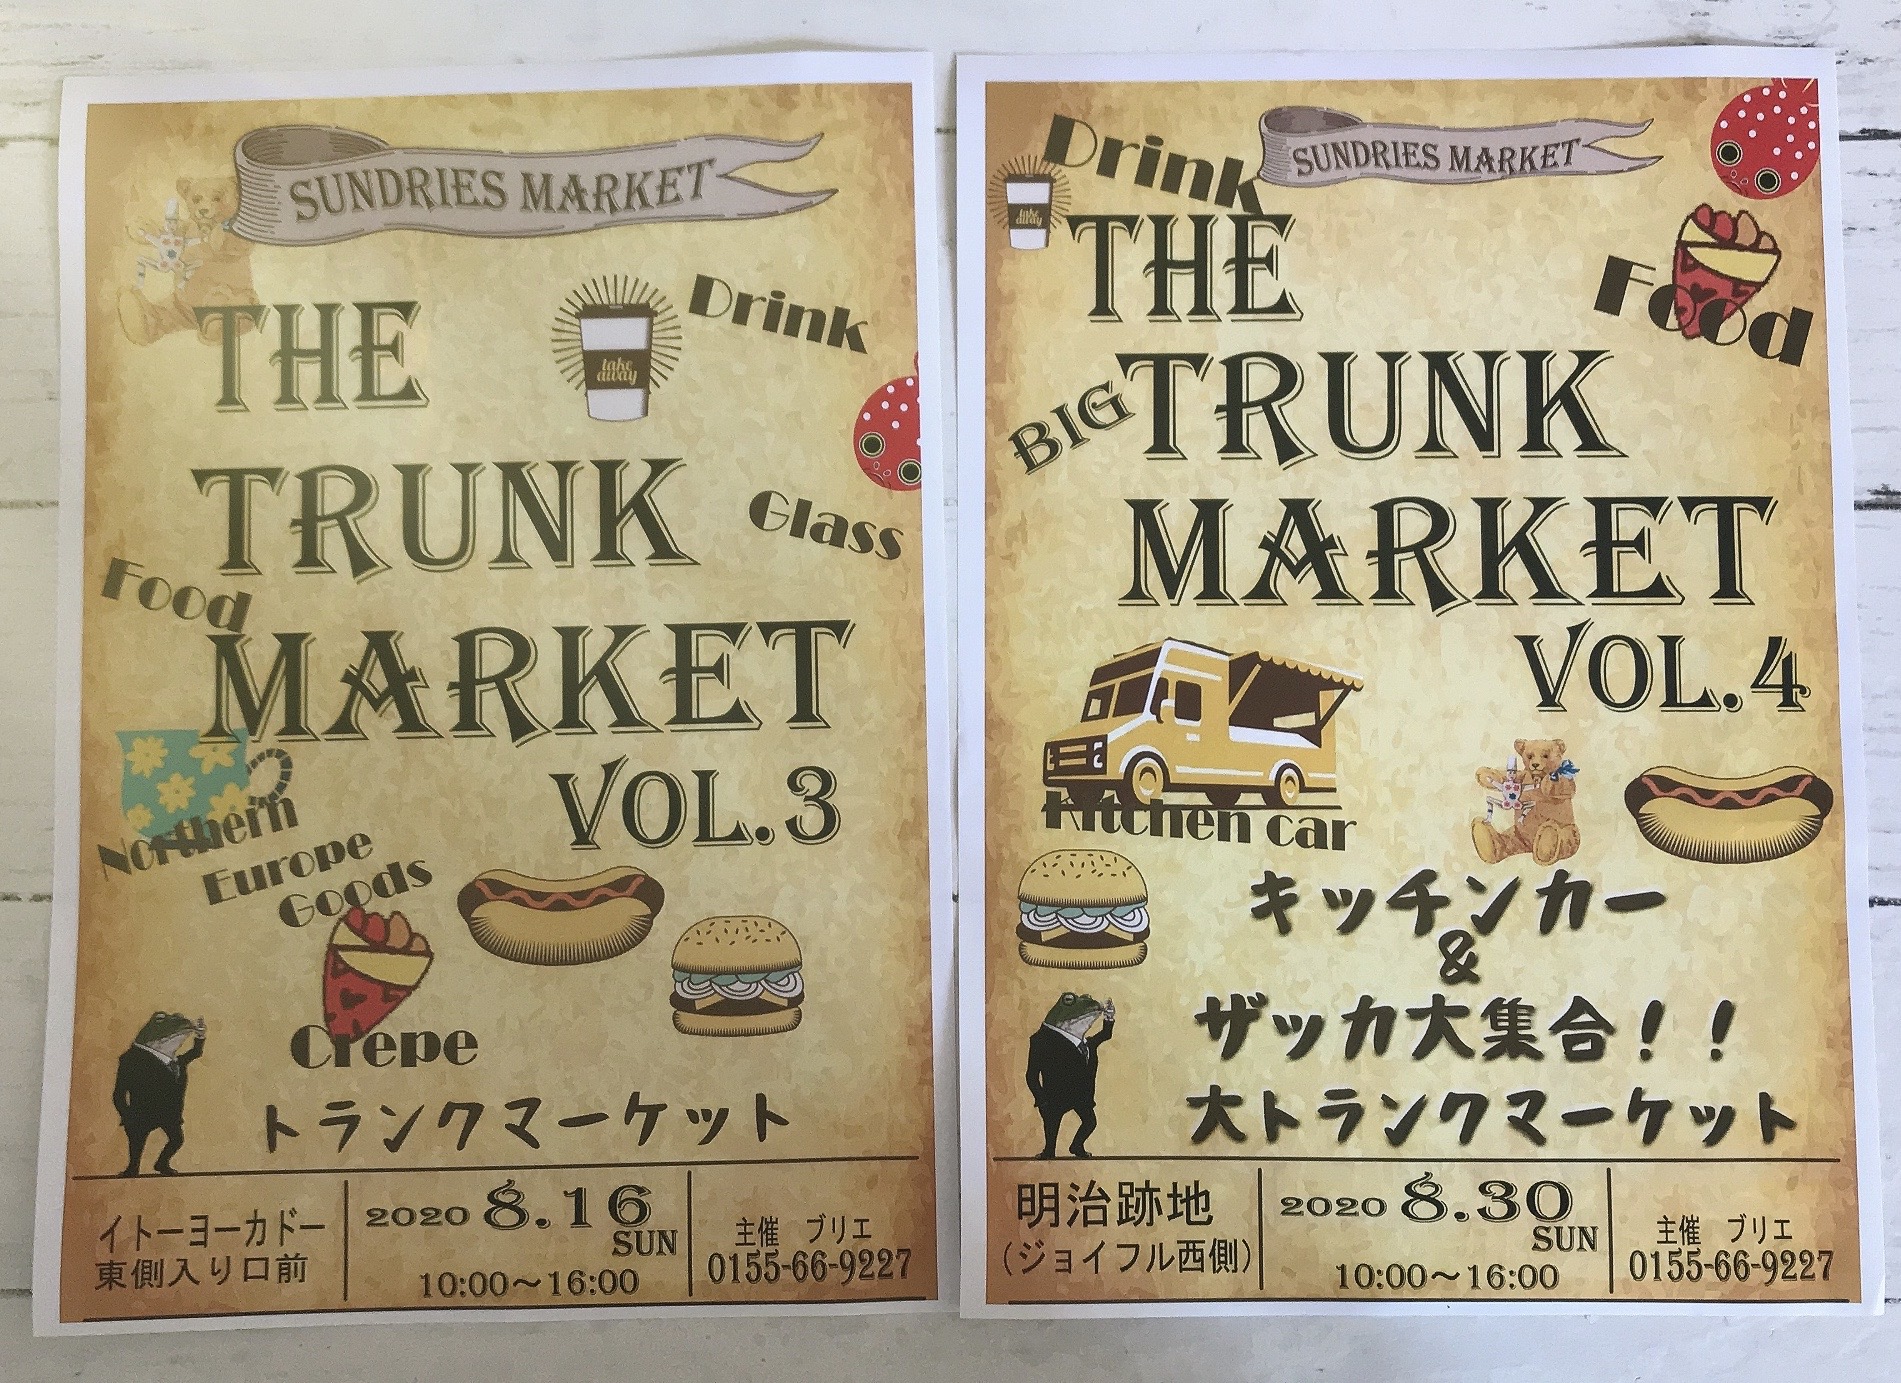 SUNDRIES MARKET
THE
take away
Drink
TRUNK
Glass
Food
MARKET
VOL.3
Northern
Europe
Goods
Crepe
トランクマーケット
イトーヨーカドー
東側入り口前
2020 8.16
SUN
10:00～16:00
主催 ブリエ
0155-66-9227
Drink
SUNDRIES MARKET
take away
THE
Food
BIG TRUNK
MARKET
VOL.4
Kitchen car
キッチンカー
&
ザッカ大集合！！
大トランクマーケット
明治跡地
(ジョイフル西側)
2020 8.30
SUN
10:00～16:00
主催 ブリエ
0155-66-9227